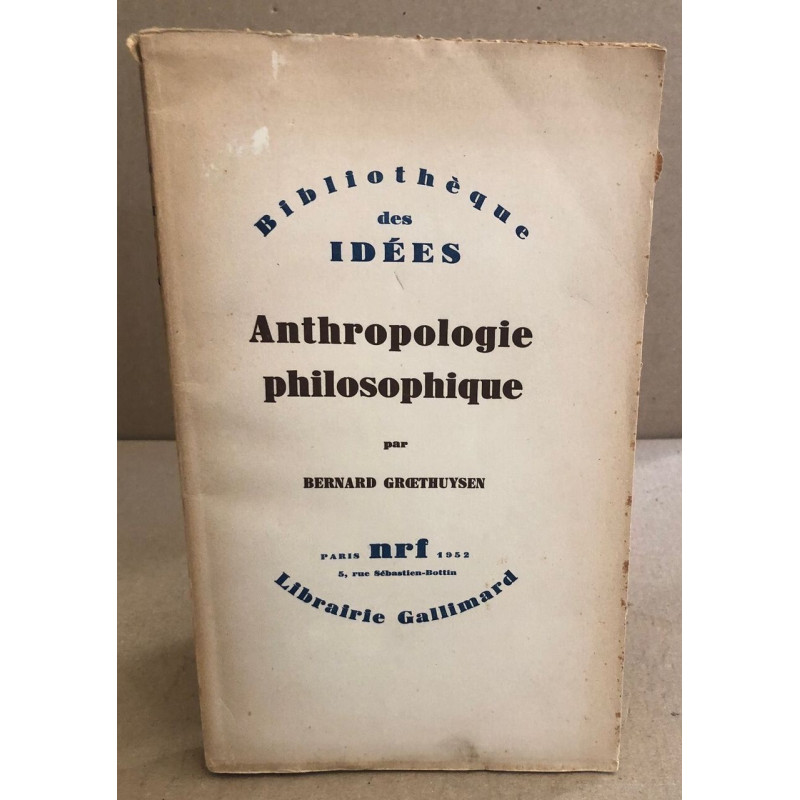 Bibliothèque
des
IDÉES
Anthropologie
philosophique
par
BERNARD GRŒTHUYSEN
PARIS nrf 1952
5, rue Sébastien-Bottin
Librairie Gallimard